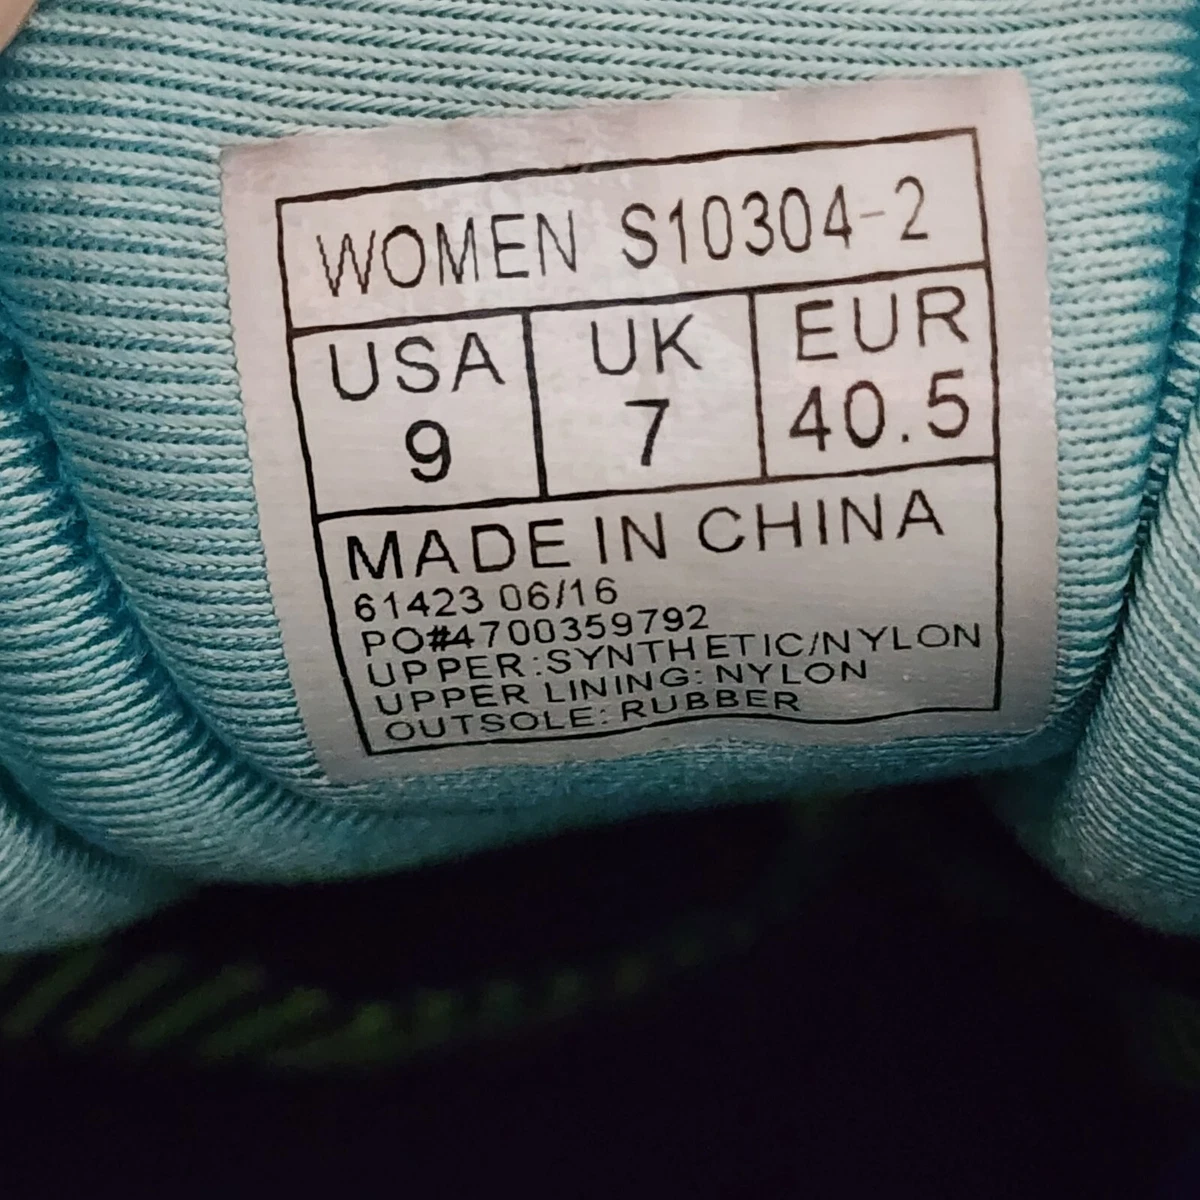 WOMEN S10304-2
USA UK EUR
9 7 40.5
MADE IN CHINA
61423 06/16
PO#4700359792
UPPER:SYNTHETIC/NYLON
UPPER LINING: NYLON
OUTSOLE: RUBBER